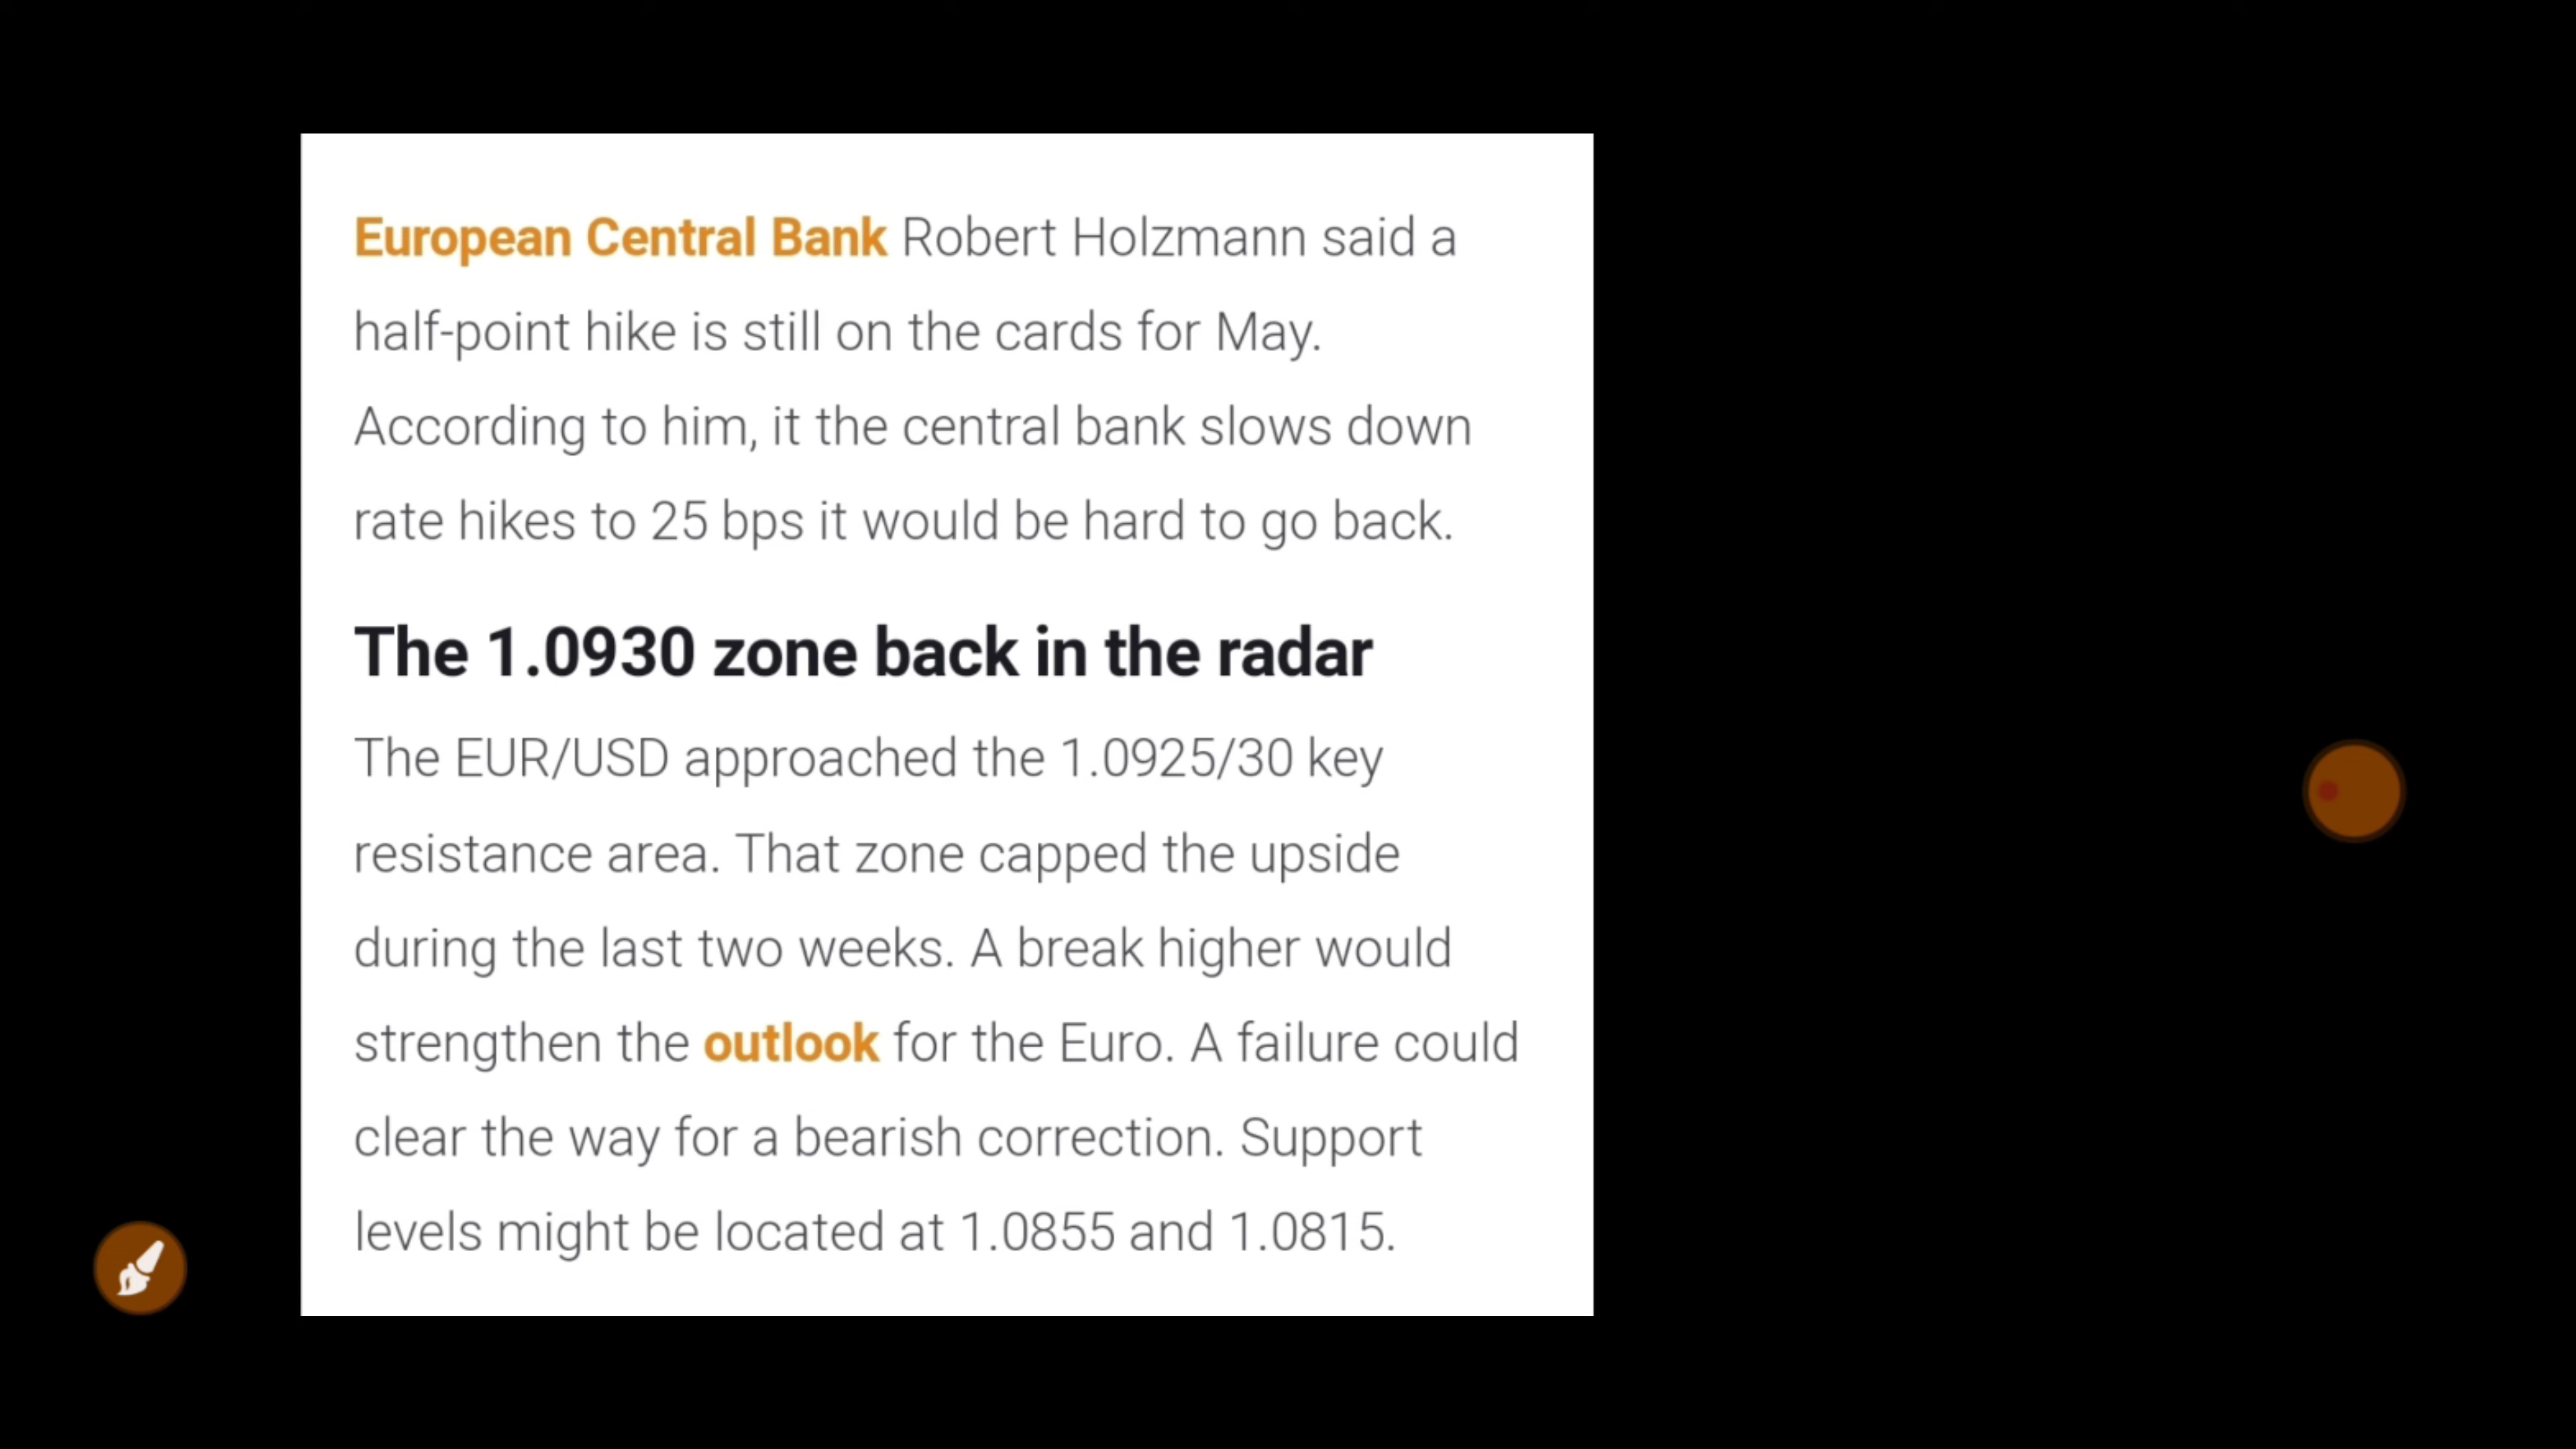 European Central Bank Robert Holzmann said a
half-point hike is still on the cards for May.
According to him, it the central bank slows down
rate hikes to 25 bps it would be hard to go back.
The 1.0930 zone back in the radar
The EUR/USD approached the 1.0925/30 key
resistance area. That zone capped the upside
during the last two weeks. A break higher would
strengthen the outlook for the Euro. A failure could
clear the way for a bearish correction. Support
levels might be located at 1.0855 and 1.0815.